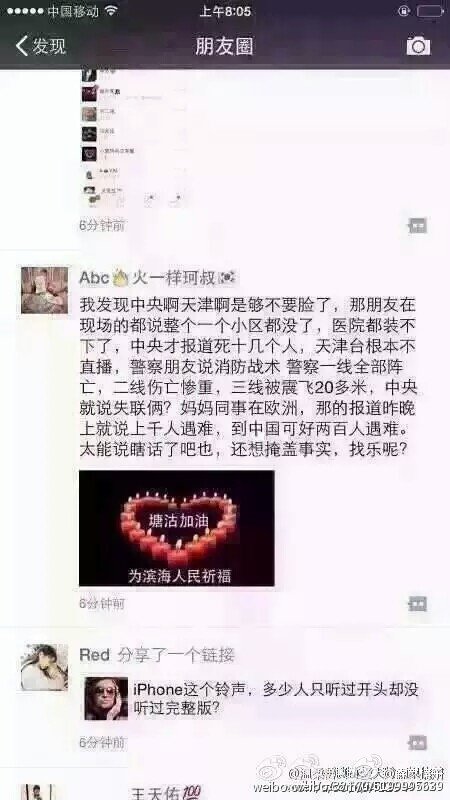 中国移动
上午8:05
发现
朋友圈
6分钟前
Abc🔥火一样珂叔🇰🇷
我发现中央啊天津啊是够不要脸了，那朋友在
现场的都说整个一个小区都没了，医院都装不
下了，中央才报道死十几个人，天津台根本不
直播，警察朋友说消防战术 警察一线全部阵
亡，二线伤亡惨重，三线被震飞20多米，中央
就说失联俩？妈妈同事在欧洲，那的报道昨晚
上就说上千人遇难，到中国可好两百人遇难。
太能说瞎话了吧也，还想掩盖事实，找乐呢？
塘沽加油
为滨海人民祈福
6分钟前
Red 分享了一个链接
iPhone这个铃声，多少人只听过开头却没
听过完整版？
6分钟前
王天佑💯